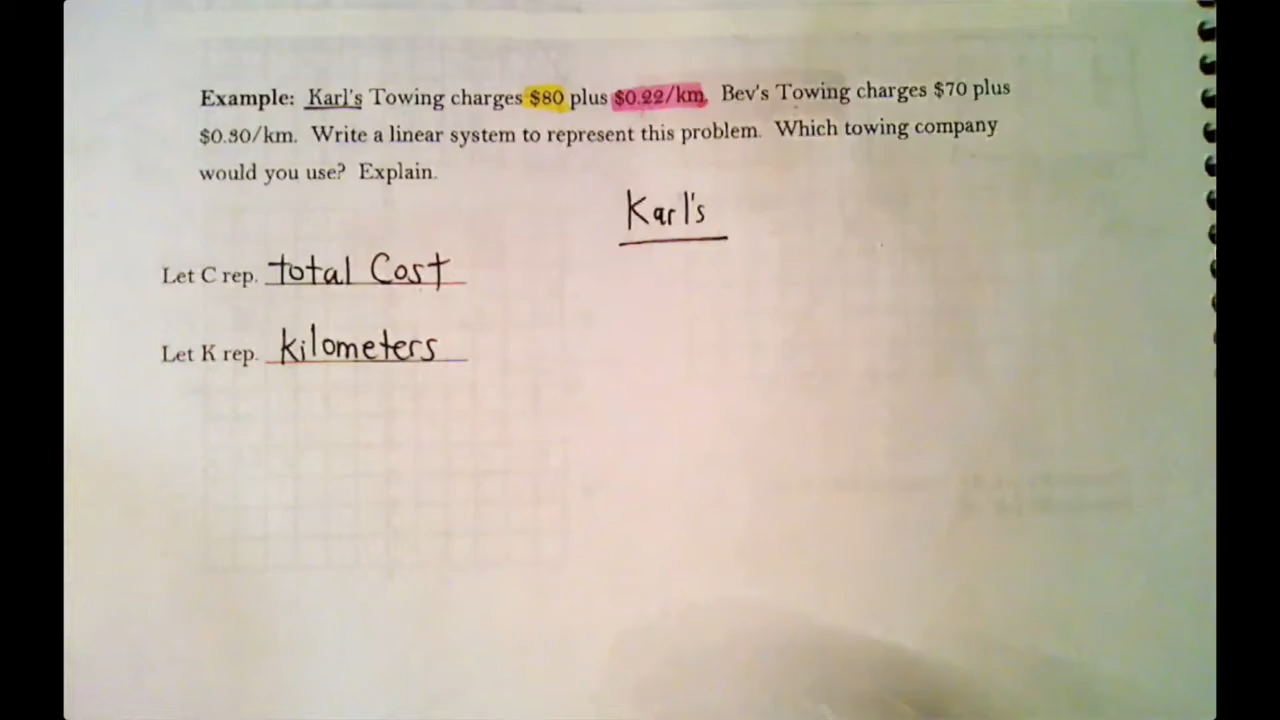 Example: Karl's Towing charges $80 plus $0.22/km. Bev's Towing charges $70 plus
$0.30/km. Write a linear system to represent this problem. Which towing company
would you use? Explain.
Karl's
Let C rep. total Cost
Let K rep. kilometers